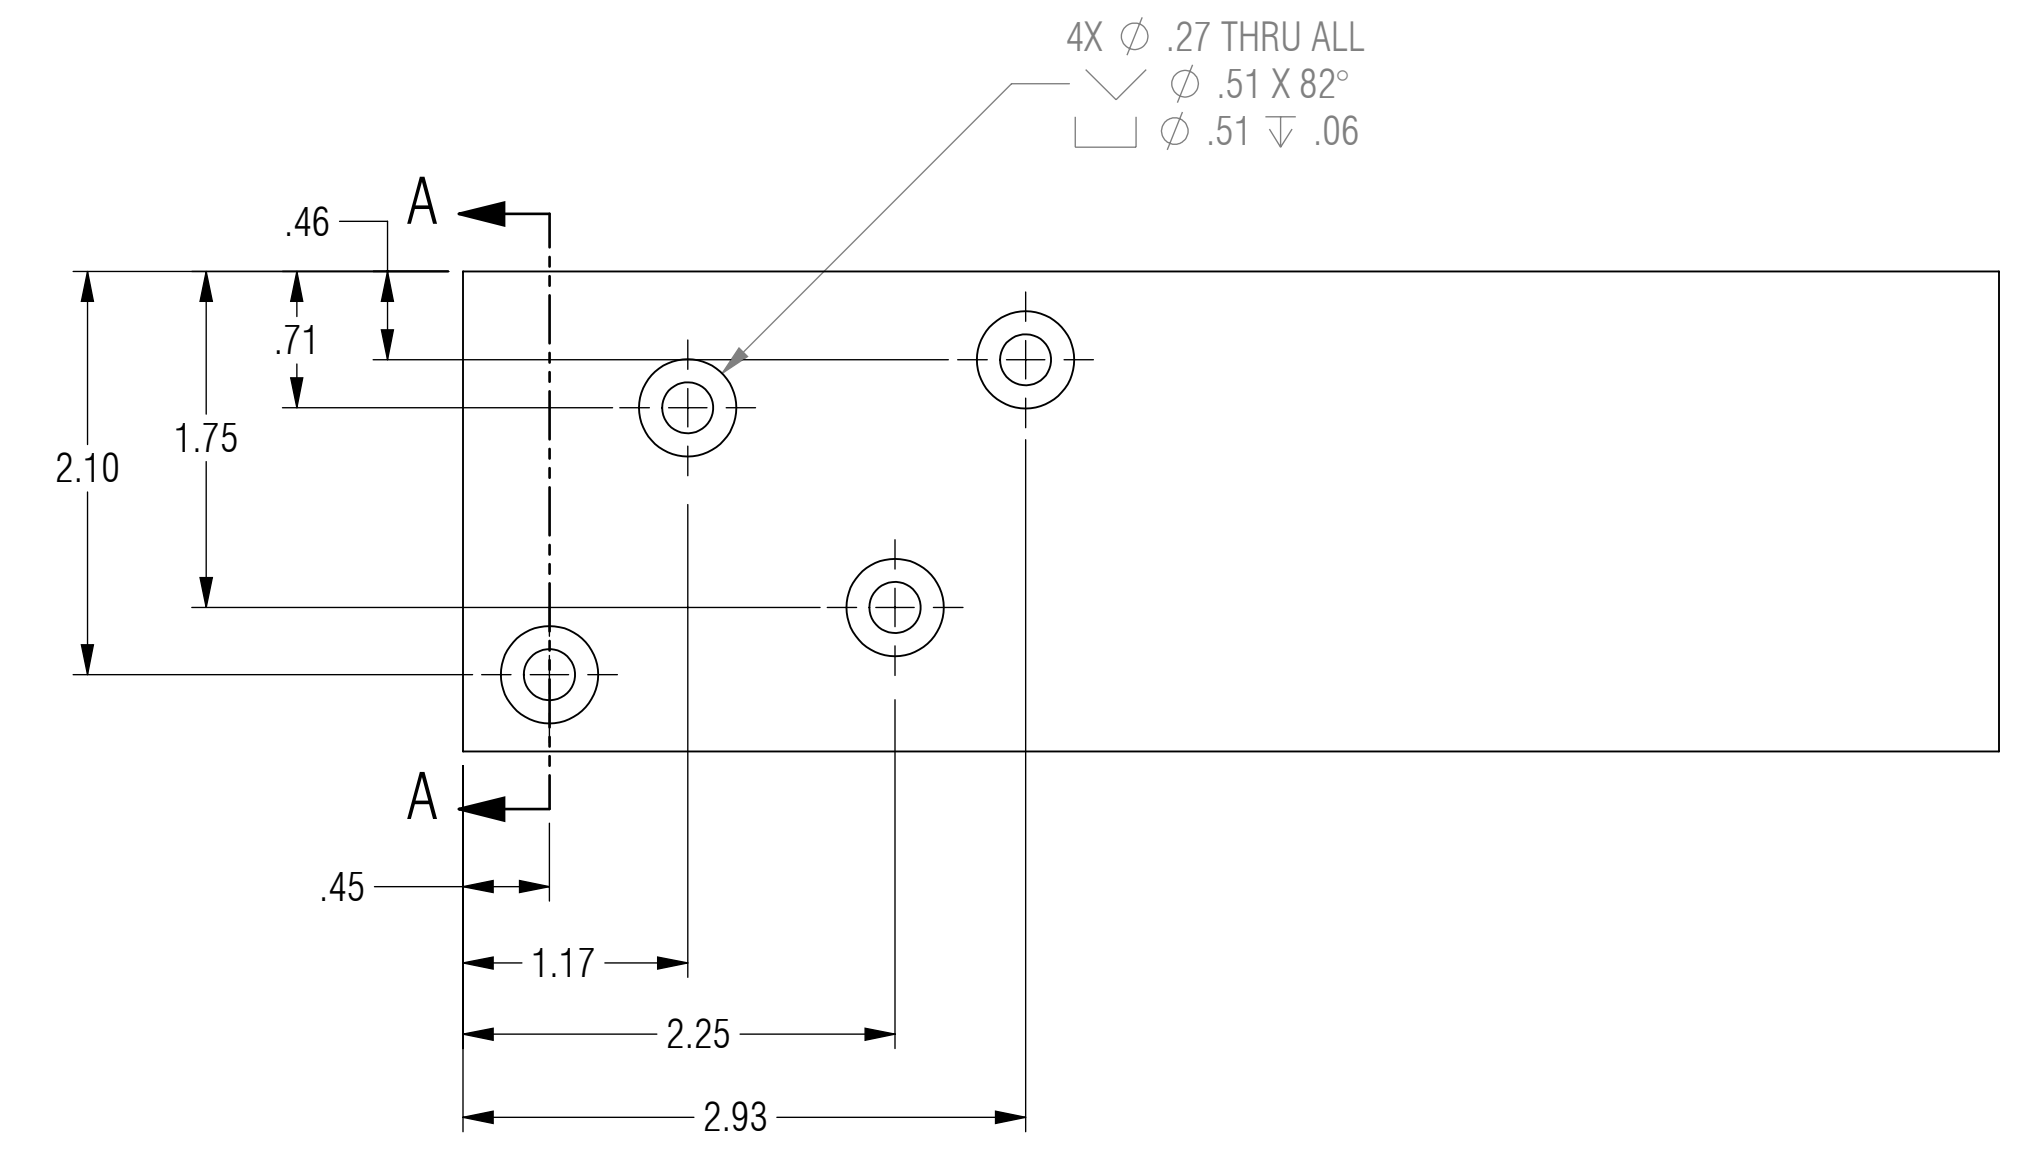 4X ⌀ .27 THRU ALL
⌵ ⌀ .51 X 82°
⌴ ⌀ .51 ↧ .06
A
.46
.71
1.75
2.10
A
.45
1.17
2.25
2.93